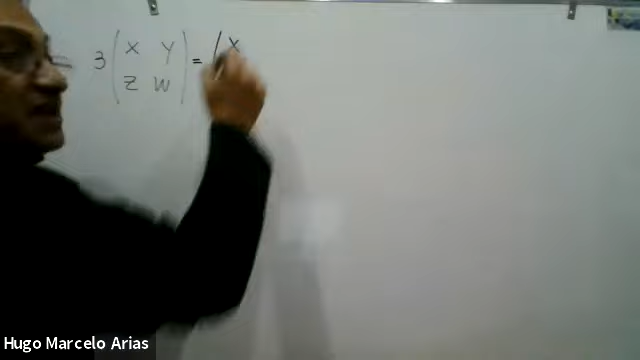 3 ( X Y ) = ( X
Z W
Hugo Marcelo Arias